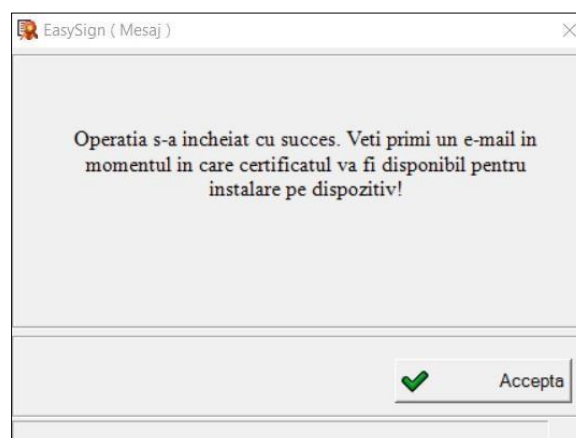 EasySign ( Mesaj )
Operatia s-a incheiat cu succes. Veti primi un e-mail in
momentul in care certificatul va fi disponibil pentru
instalare pe dispozitiv!
Accepta